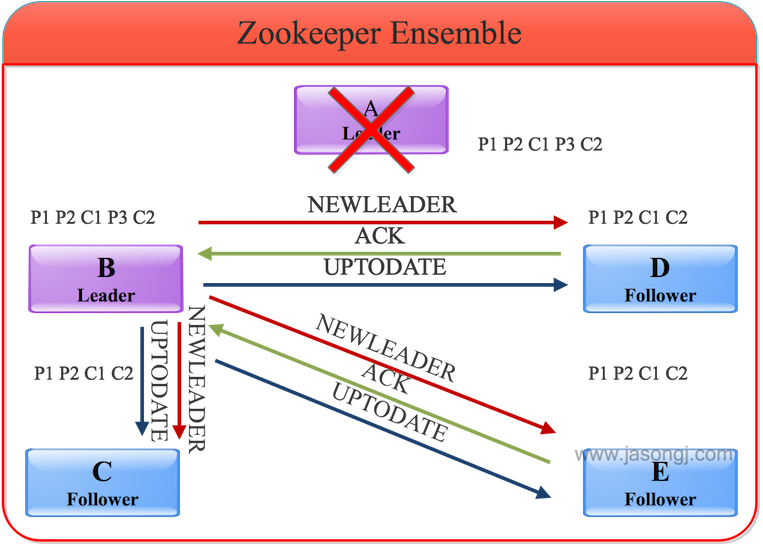 Zookeeper Ensemble
A
Leader
P1 P2 C1 P3 C2
P1 P2 C1 P3 C2
NEWLEADER
P1 P2 C1 C2
ACK
B
Leader
UPTODATE
D
Follower
NEWLEADER
UPTODATE
NEWLEADER
ACK
UPTODATE
P1 P2 C1 C2
P1 P2 C1 C2
www.jasongj.com
C
Follower
E
Follower